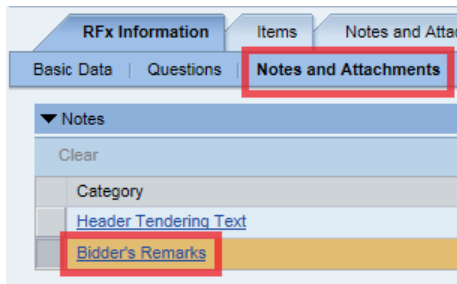 RFx Information Items Notes and Atta
Basic Data | Questions | Notes and Attachments
Notes
Clear
Category
Header Tendering Text
Bidder's Remarks